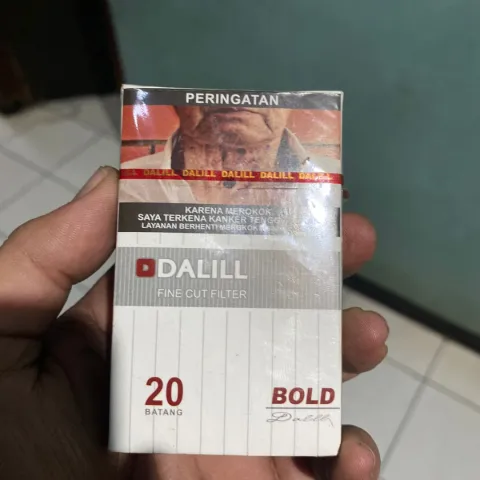 PERINGATAN
DALILL DALILL DALILL DALILL DALILL
KARENA MEROKOK,
SAYA TERKENA KANKER
LAYANAN BERHENTI MEROKOK
DALILL
FINE CUT FILTER
20
BATANG
BOLD
Dalill